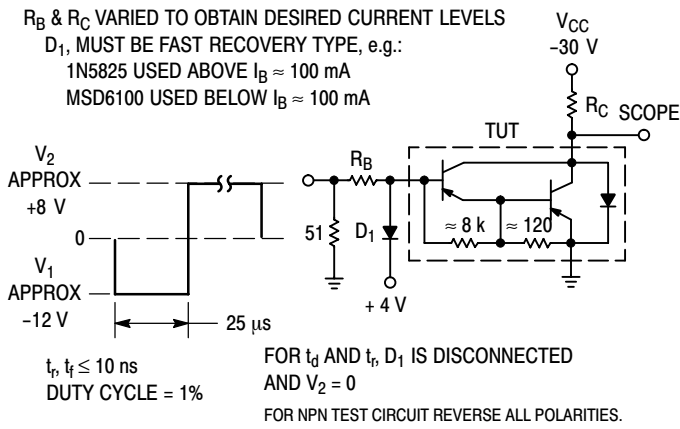 R_B & R_C VARIED TO OBTAIN DESIRED CURRENT LEVELS
D_1, MUST BE FAST RECOVERY TYPE, e.g.:
1N5825 USED ABOVE I_B ≈ 100 mA
MSD6100 USED BELOW I_B ≈ 100 mA
V_CC
-30 V
R_C
SCOPE
TUT
V_2
APPROX
+8 V
0
V_1
APPROX
-12 V
R_B
51
D_1
≈ 8 k
≈ 120
+ 4 V
25 μs
t_r, t_f ≤ 10 ns
DUTY CYCLE = 1%
FOR t_d AND t_r, D_1 IS DISCONNECTED
AND V_2 = 0
FOR NPN TEST CIRCUIT REVERSE ALL POLARITIES.